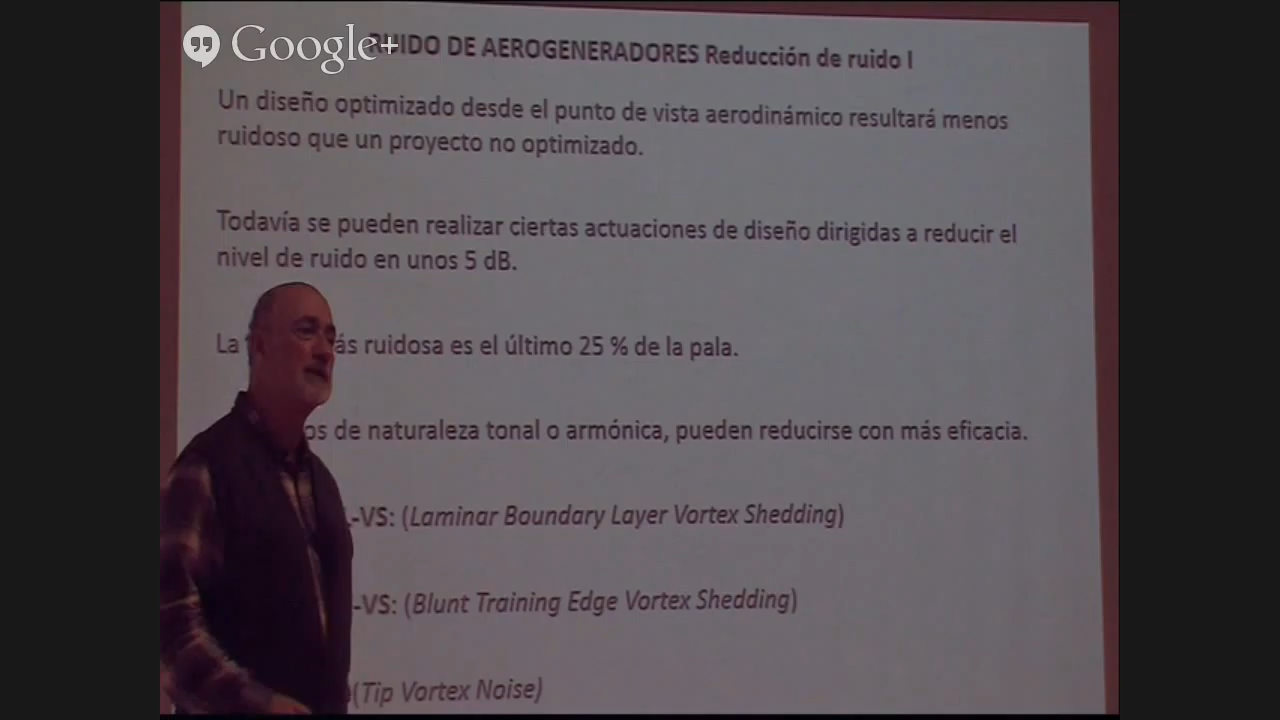 Google+
RUIDO DE AEROGENERADORES Reducción de ruido I
Un diseño optimizado desde el punto de vista aerodinámico resultará menos
ruidoso que un proyecto no optimizado.
Todavía se pueden realizar ciertas actuaciones de diseño dirigidas a reducir el
nivel de ruido en unos 5 dB.
La ruidosa es el último 25 % de la pala.
de naturaleza tonal o armónica, pueden reducirse con más eficacia.
-VS: (Laminar Boundary Layer Vortex Shedding)
-VS: (Blunt Training Edge Vortex Shedding)
(Tip Vortex Noise)